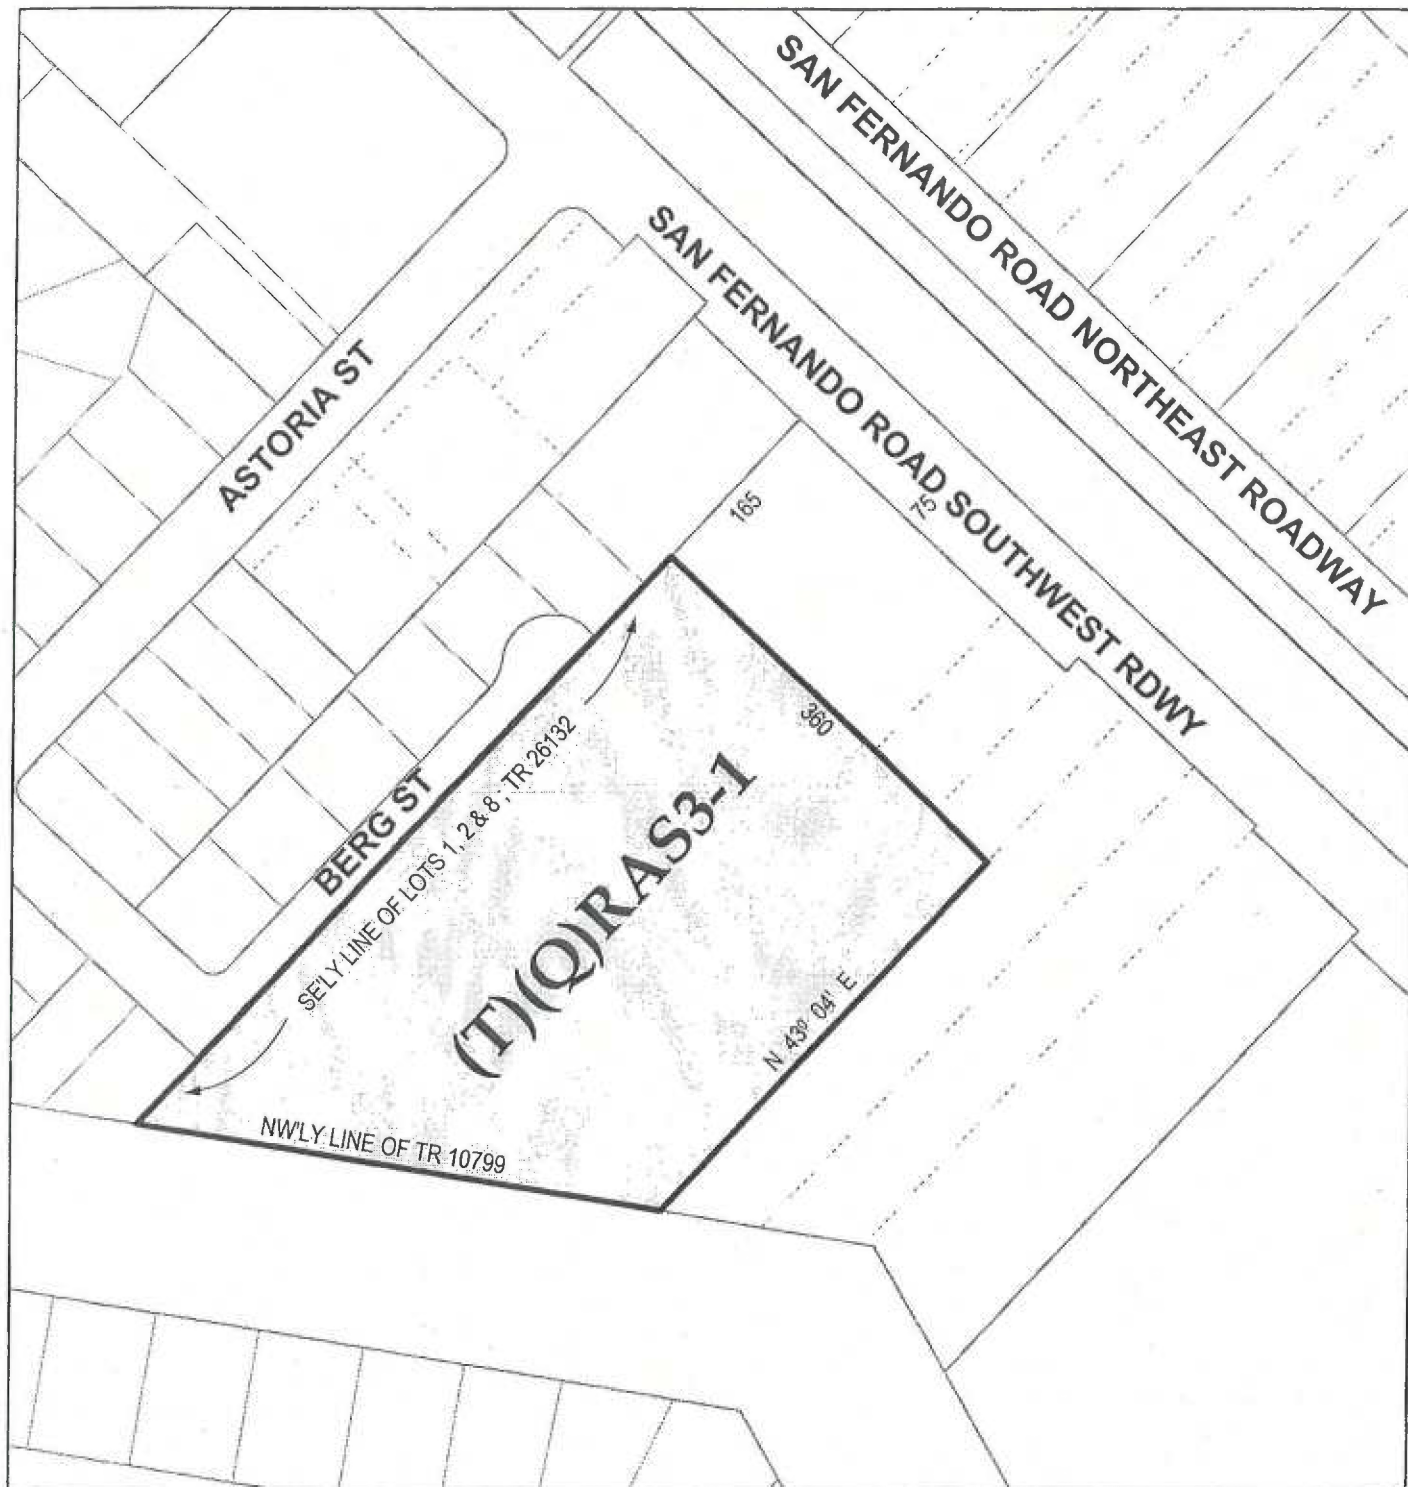 SAN FERNANDO ROAD NORTHEAST ROADWAY
SAN FERNANDO ROAD SOUTHWEST RDWY
ASTORIA ST
165
75
360
BERG ST
SE'LY LINE OF LOTS 1, 2 & 8 , TR 26132
(T)(Q)RAS3-1
N 43º 04' E
NW'LY LINE OF TR 10799